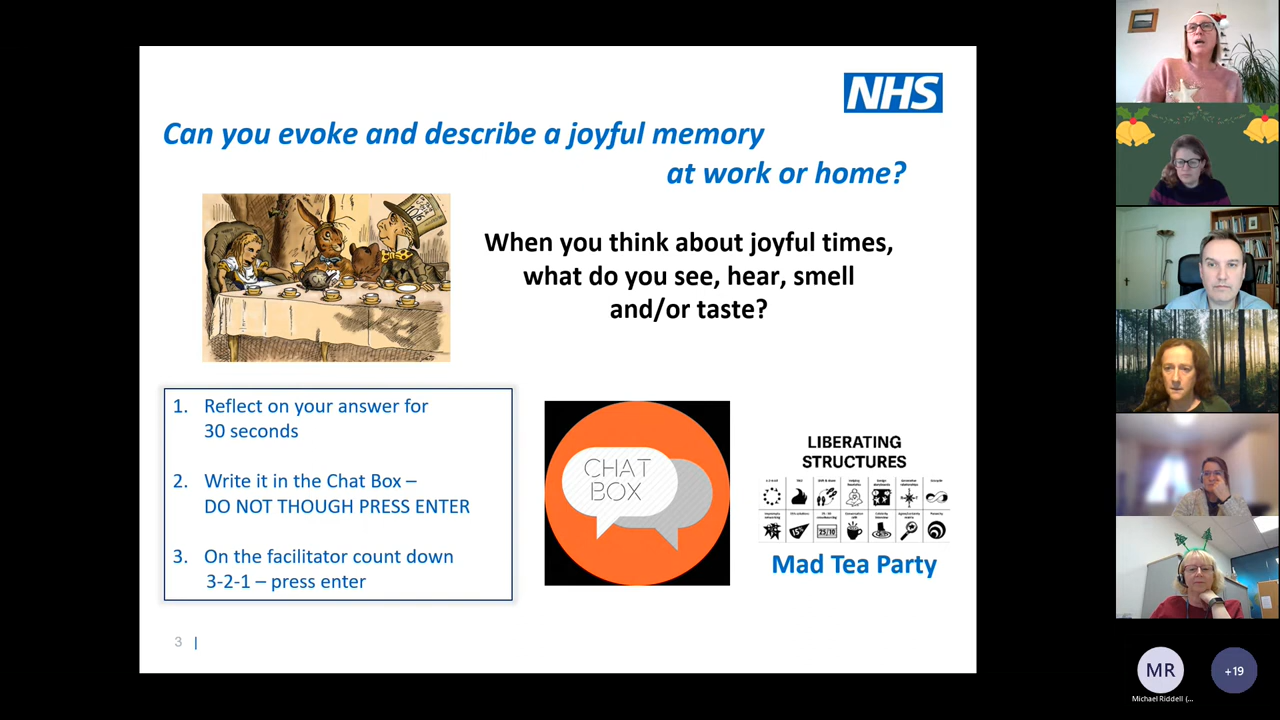 NHS
Can you evoke and describe a joyful memory
at work or home?
When you think about joyful times,
what do you see, hear, smell
and/or taste?
1. Reflect on your answer for
30 seconds
2. Write it in the Chat Box –
DO NOT THOUGH PRESS ENTER
3. On the facilitator count down
3-2-1 – press enter
CHAT
BOX
LIBERATING
STRUCTURES
25/10
Mad Tea Party
3 |
MR
+19
Michael Riddell (...